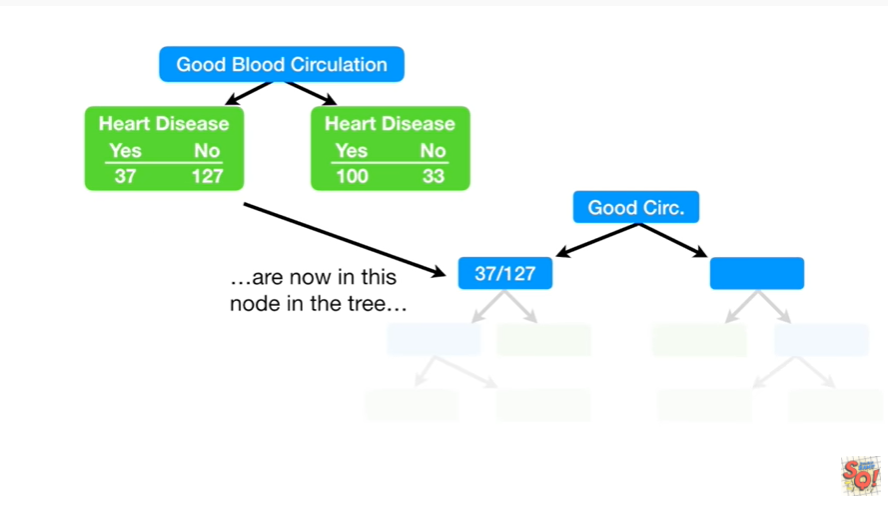 Good Blood Circulation
Heart Disease
Yes No
37 127
Heart Disease
Yes No
100 33
Good Circ.
37/127
…are now in this
node in the tree…
SQ!